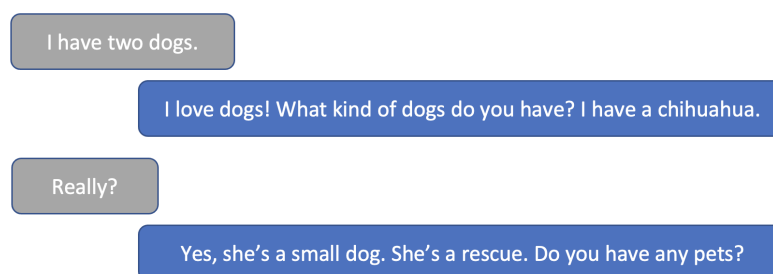 I have two dogs.
I love dogs! What kind of dogs do you have? I have a chihuahua.
Really?
Yes, she’s a small dog. She’s a rescue. Do you have any pets?